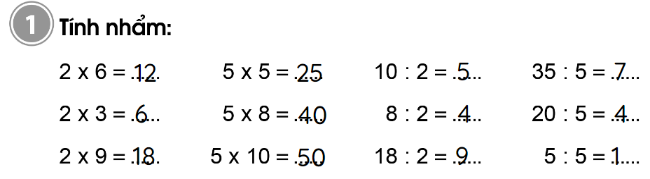 1 Tính nhẩm:
2 x 6 = .12. 5 x 5 = .25 10 : 2 = .5... 35 : 5 = .7...
2 x 3 = .6... 5 x 8 = .40 8 : 2 = .4... 20 : 5 = .4...
2 x 9 = .18. 5 x 10 = .50 18 : 2 = .9... 5 : 5 = .1....